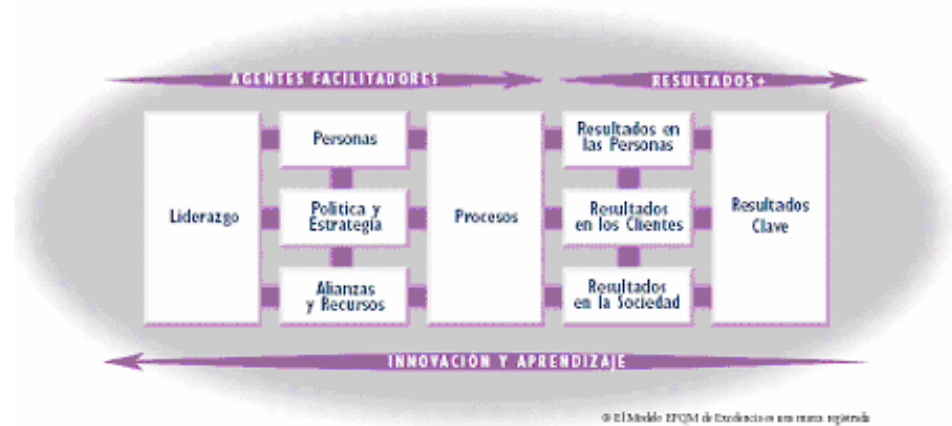 AGENTES FACILITADORES
RESULTADOS+
Liderazgo
Personas
Política y
Estrategia
Alianzas
y Recursos
Procesos
Resultados en
las Personas
Resultados
en los Clientes
Resultados
en la Sociedad
Resultados
Clave
INNOVACIÓN Y APRENDIZAJE
® El Modelo EFQM de Excelencia es una marca registrada